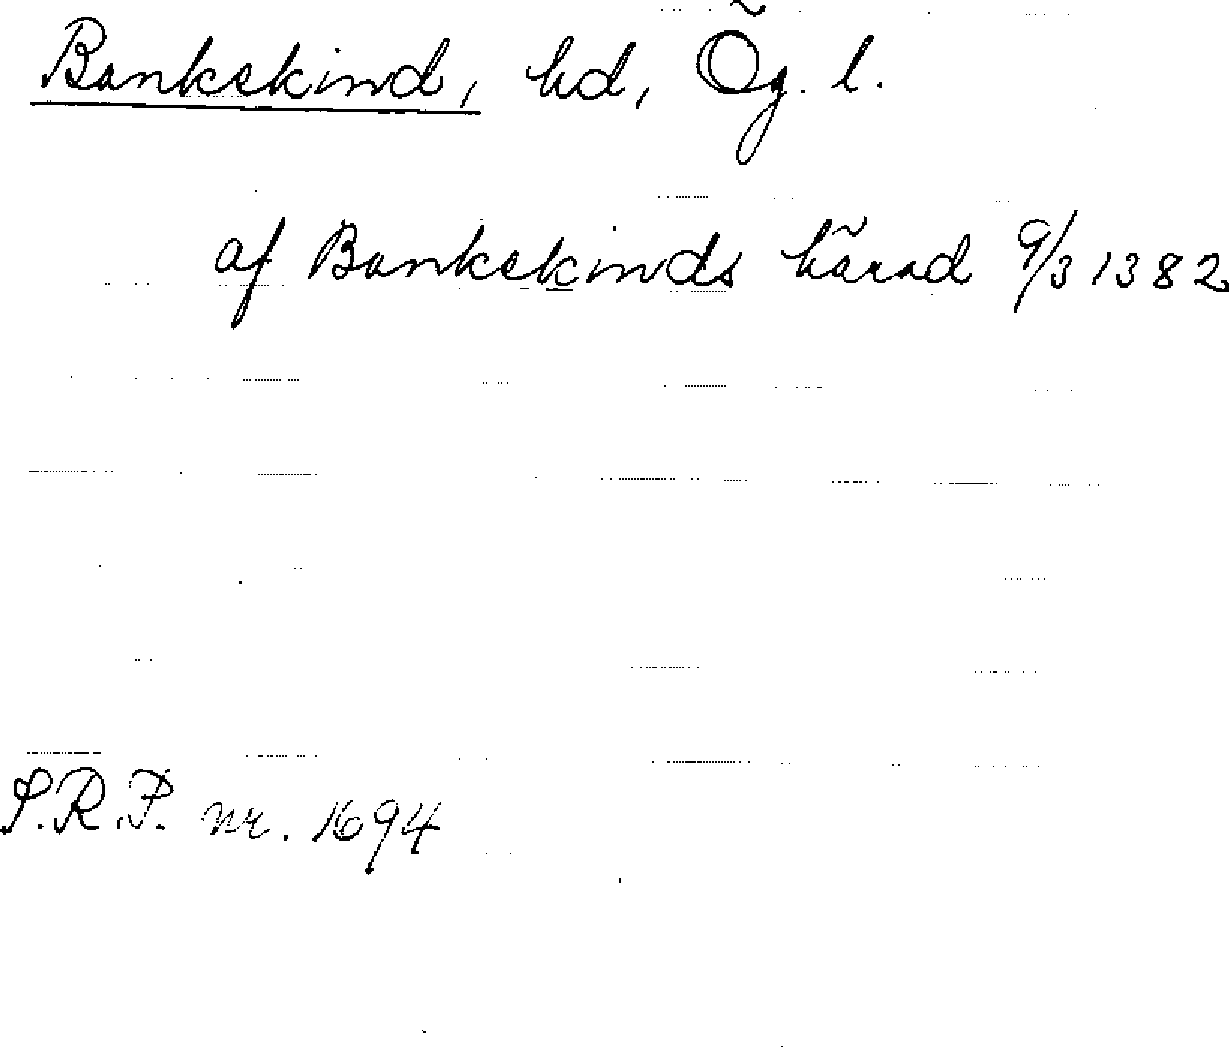 Bankekind, hd, Ög. l.
af Bankekinds härad 9/3 1382
S.R.P. nr. 1694